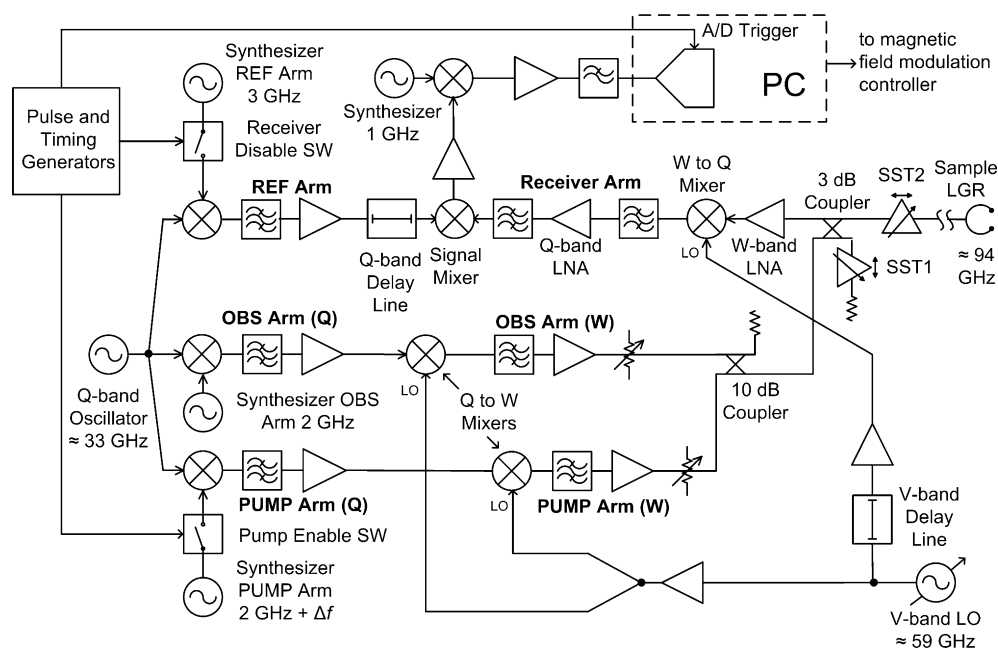 Synthesizer
REF Arm
3 GHz
A/D Trigger
PC
to magnetic
field modulation
controller
Pulse and
Timing
Generators
Receiver
Disable SW
Synthesizer
1 GHz
REF Arm
Receiver Arm
W to Q
Mixer
3 dB
Coupler
SST2
Sample
LGR
Q-band
Delay
Line
Signal
Mixer
Q-band
LNA
LO
W-band
LNA
SST1
≈ 94
GHz
OBS Arm (Q)
OBS Arm (W)
Q-band
Oscillator
≈ 33 GHz
Synthesizer OBS
Arm 2 GHz
LO
Q to W
Mixers
10 dB
Coupler
PUMP Arm (Q)
LO
PUMP Arm (W)
Pump Enable SW
V-band
Delay
Line
Synthesizer
PUMP Arm
2 GHz + Δf
V-band LO
≈ 59 GHz